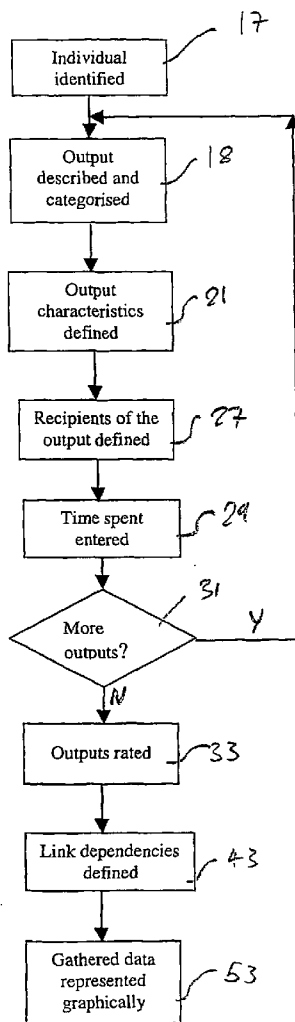 17
Individual
identified
Output
described and
categorised
18
Output
characteristics
defined
21
Recipients of the
output defined
27
Time spent
entered
29
31
More
outputs?
Y
N
Outputs rated
33
Link dependencies
defined
43
Gathered data
represented
graphically
53